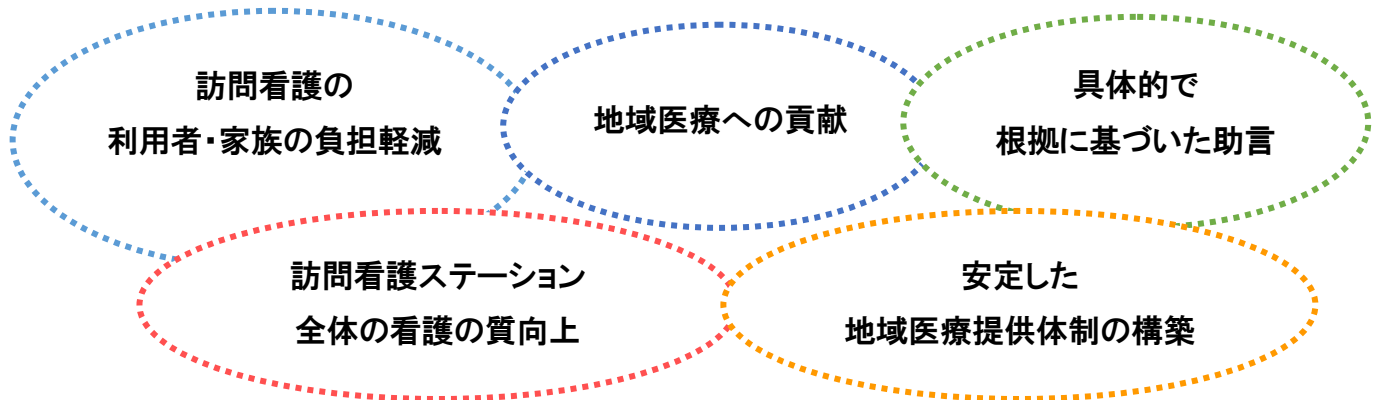 訪問看護の
利用者・家族の負担軽減
地域医療への貢献
具体的で
根拠に基づいた助言
訪問看護ステーション
全体の看護の質向上
安定した
地域医療提供体制の構築